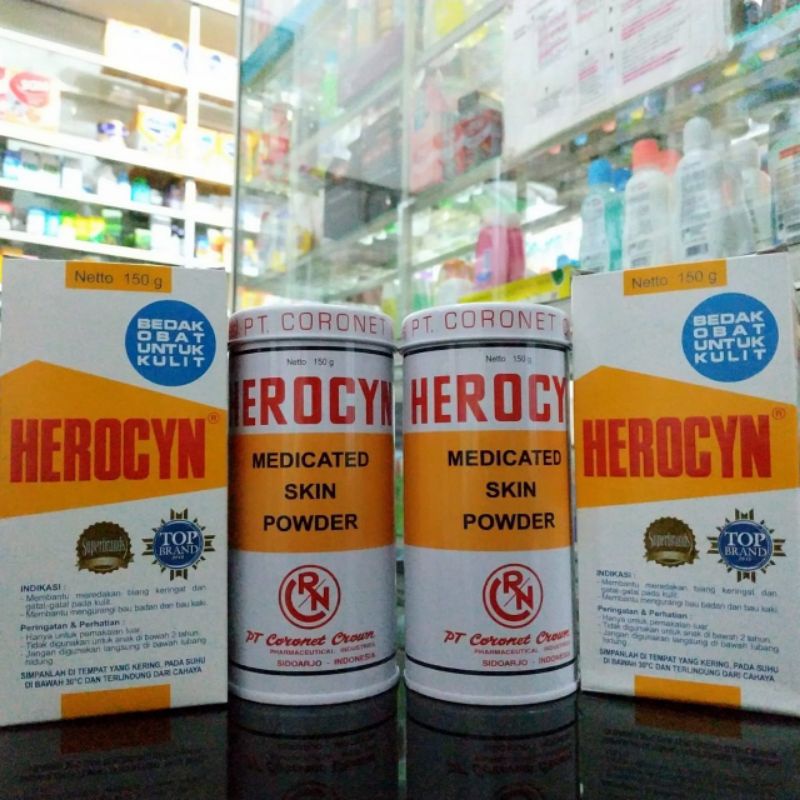 Netto 150 g
BEDAK
OBAT
UNTUK
KULIT
HEROCYN®
Superbrands
TOP
BRAND
INDIKASI :
- Membantu meredakan biang keringat dan
gatal-gatal pada kulit.
- Membantu mengurangi bau badan dan bau kaki.
Peringatan & Perhatian :
- Hanya untuk pemakaian luar.
- Tidak digunakan untuk anak di bawah 2 tahun.
- Jangan digunakan langsung di bawah lubang
hidung
SIMPANLAH DI TEMPAT YANG KERING, PADA SUHU
DI BAWAH 30°C DAN TERLINDUNG DARI CAHAYA
PT. CORONET
Netto 150 g
HEROCYN
MEDICATED
SKIN
POWDER
CRN
PT Coronet Crown
PHARMACEUTICAL INDUSTRIES
SIDOARJO - INDONESIA
PT. CORONET C
Netto 150 g
HEROCY
MEDICATED
SKIN
POWDER
CRN
PT Coronet Crown
PHARMACEUTICAL INDUSTRIES
SIDOARJO - INDONESIA
Netto 150 g
BEDAK
OBAT
UNTUK
KULIT
HEROCYN®
Superbrands
TOP
BRAND
INDIKASI :
- Membantu meredakan biang keringat dan
gatal-gatal pada kulit.
- Membantu mengurangi bau badan dan bau kaki.
Peringatan & Perhatian :
- Hanya untuk pemakaian luar.
- Tidak digunakan untuk anak di bawah 2 tahun.
- Jangan digunakan langsung di bawah lubang
hidung
SIMPANLAH DI TEMPAT YANG KERING, PADA SUHU
DI BAWAH 30°C DAN TERLINDUNG DARI CAHAYA